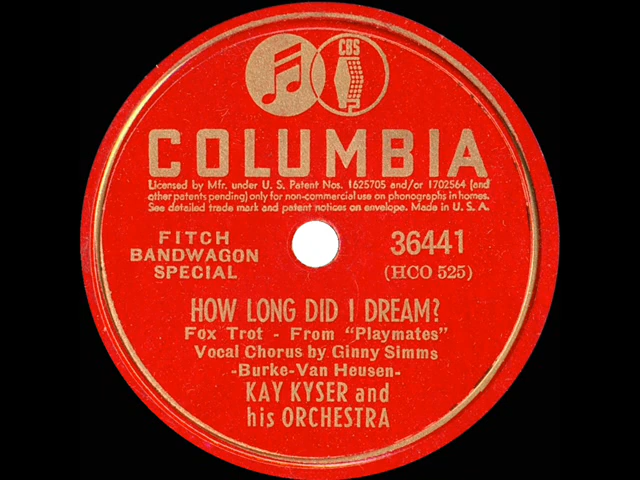 CBS
COLUMBIA
Licensed by Mfr. under U. S. Patent Nos. 1625705 and/or 1702564 (and
other patents pending) only for non-commercial use on phonographs in homes.
See detailed trade mark and patent notices on envelope. Made in U. S. A.
FITCH
BANDWAGON
SPECIAL
36441
(HCO 525)
HOW LONG DID I DREAM?
Fox Trot - From "Playmates"
Vocal Chorus by Ginny Simms
-Burke-Van Heusen-
KAY KYSER and
his ORCHESTRA